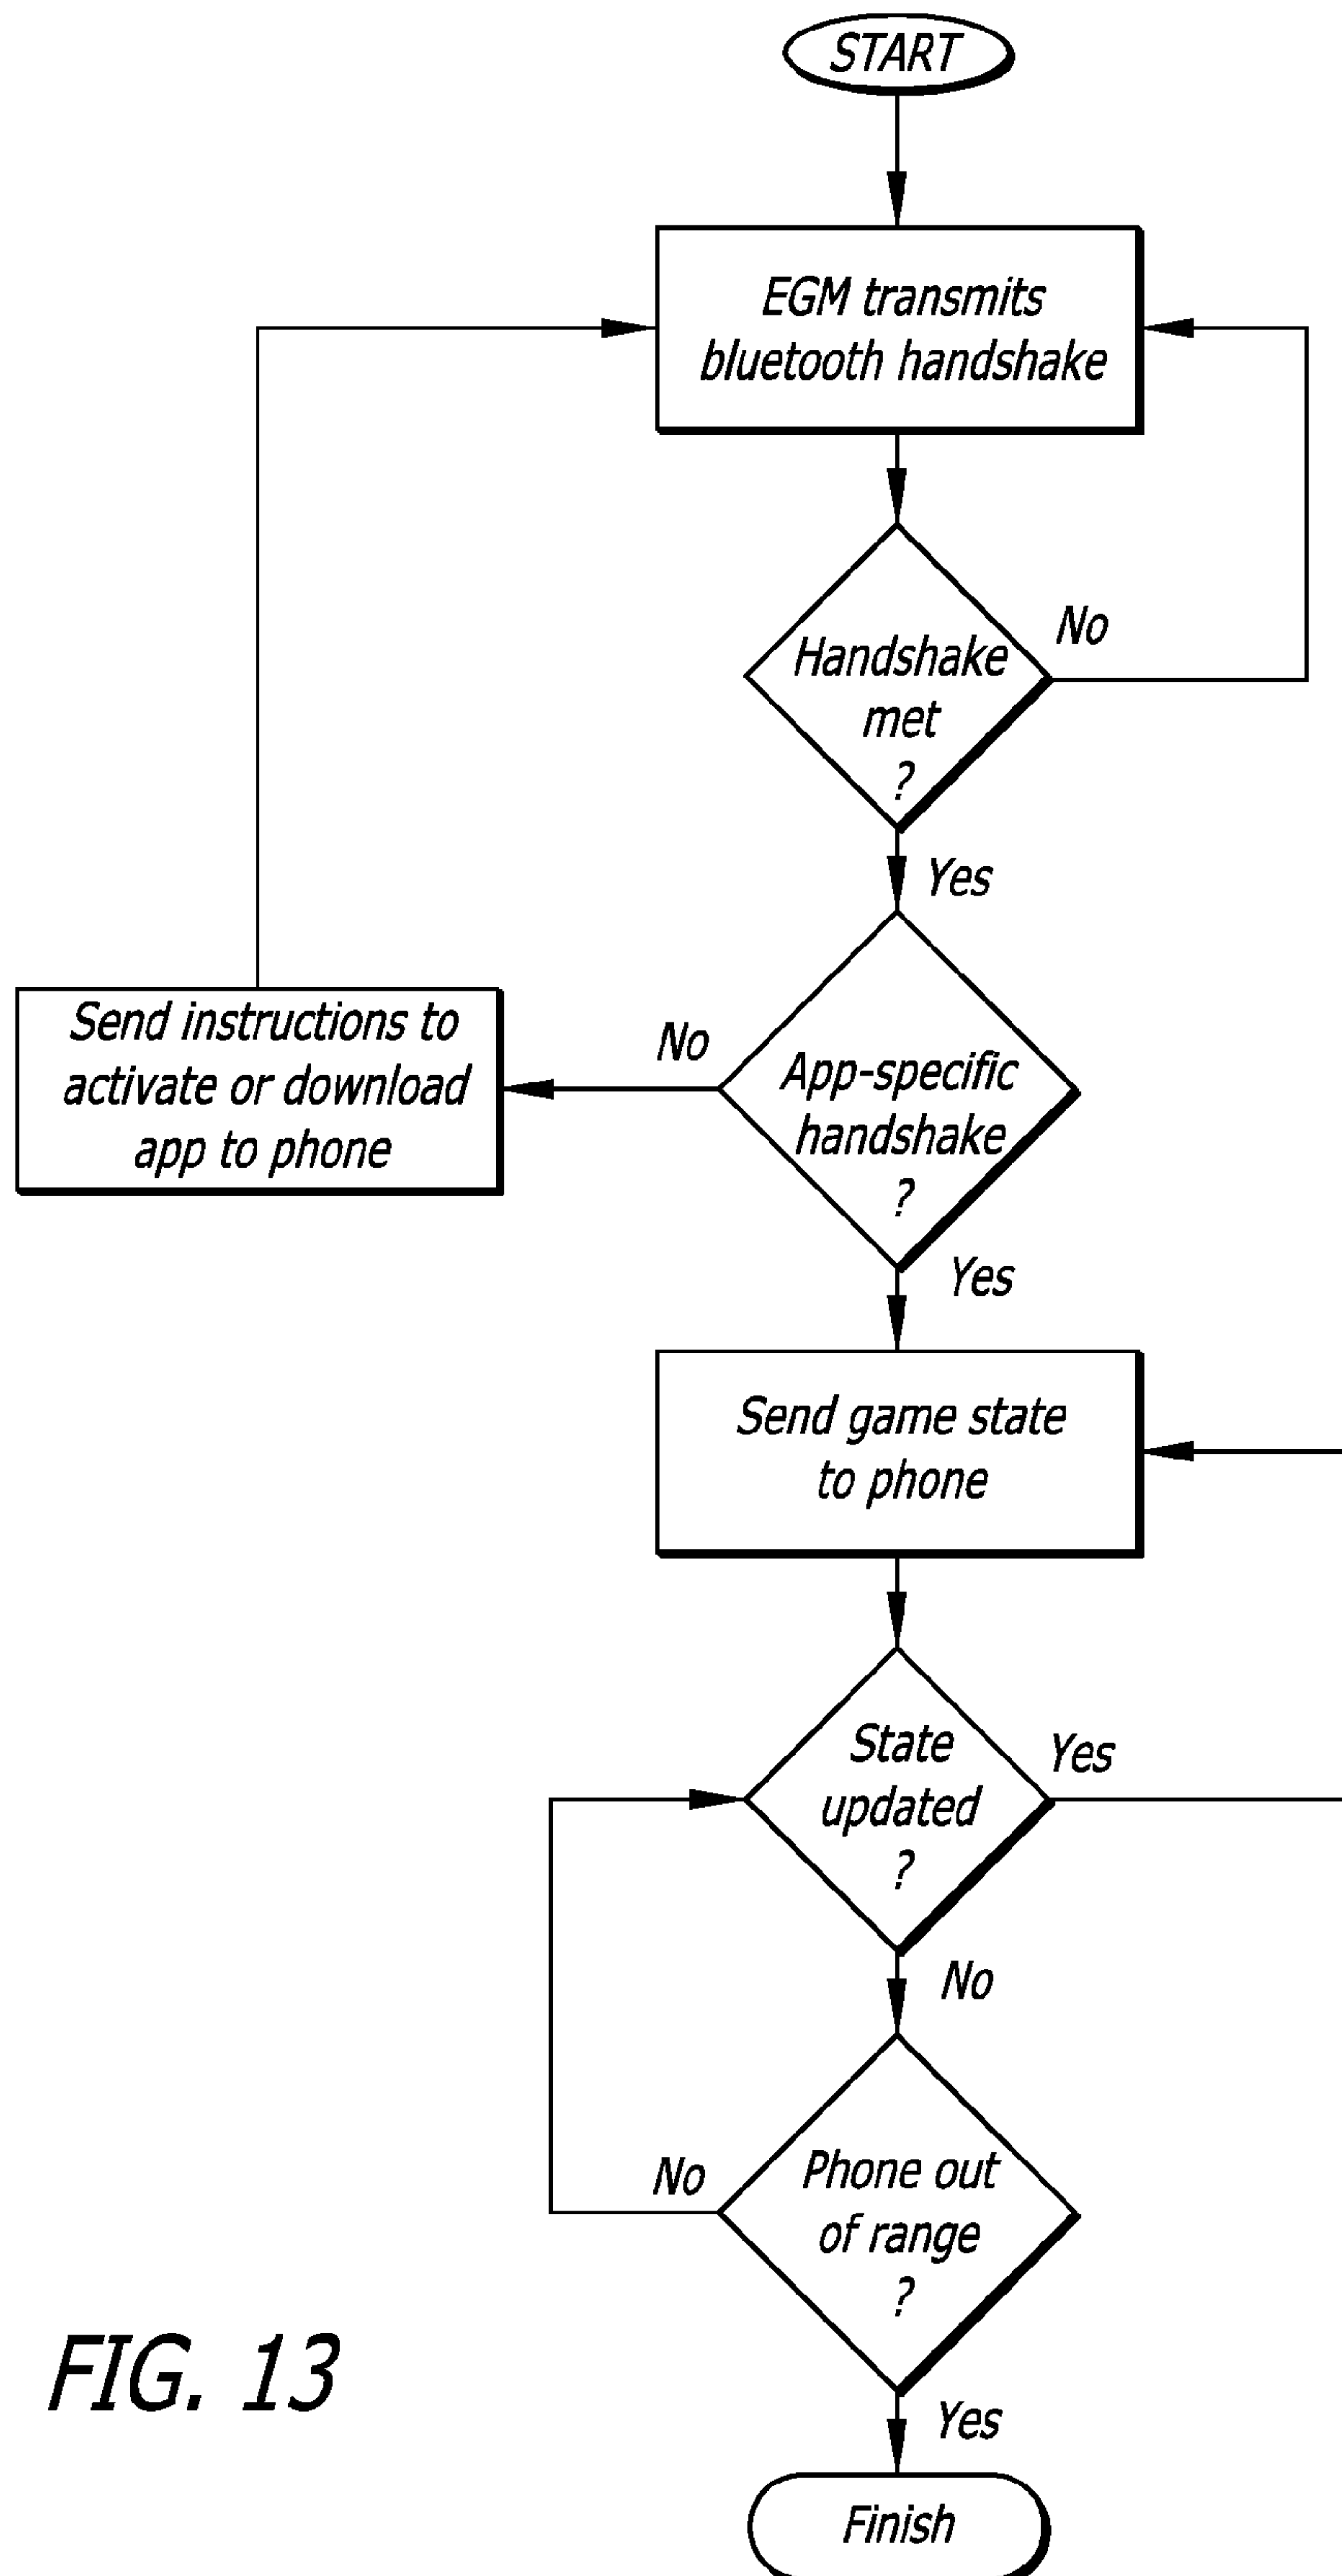 START
EGM transmits
bluetooth handshake
Handshake
met
?
No
Yes
App-specific
handshake
?
No
Send instructions to
activate or download
app to phone
Yes
Send game state
to phone
State
updated
?
Yes
No
Phone out
of range
?
No
Yes
Finish
FIG. 13